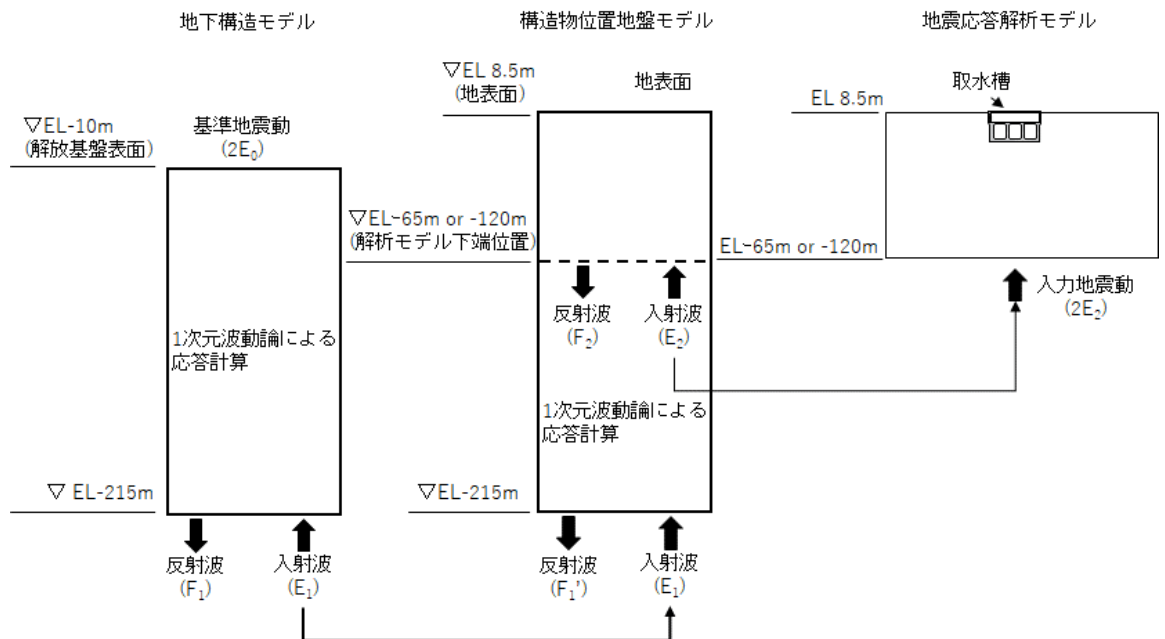 地下構造モデル
▽EL-10m
(解放基盤表面)
基準地震動
(2E₀)
1次元波動論による
応答計算
▽ EL-215m
反射波
(F₁)
入射波
(E₁)
構造物位置地盤モデル
▽EL 8.5m
(地表面)
地表面
▽EL-65m or -120m
(解析モデル下端位置)
反射波
(F₂)
入射波
(E₂)
1次元波動論による
応答計算
▽EL-215m
反射波
(F₁')
入射波
(E₁)
地震応答解析モデル
EL 8.5m
取水槽
EL-65m or -120m
入力地震動
(2E₂)